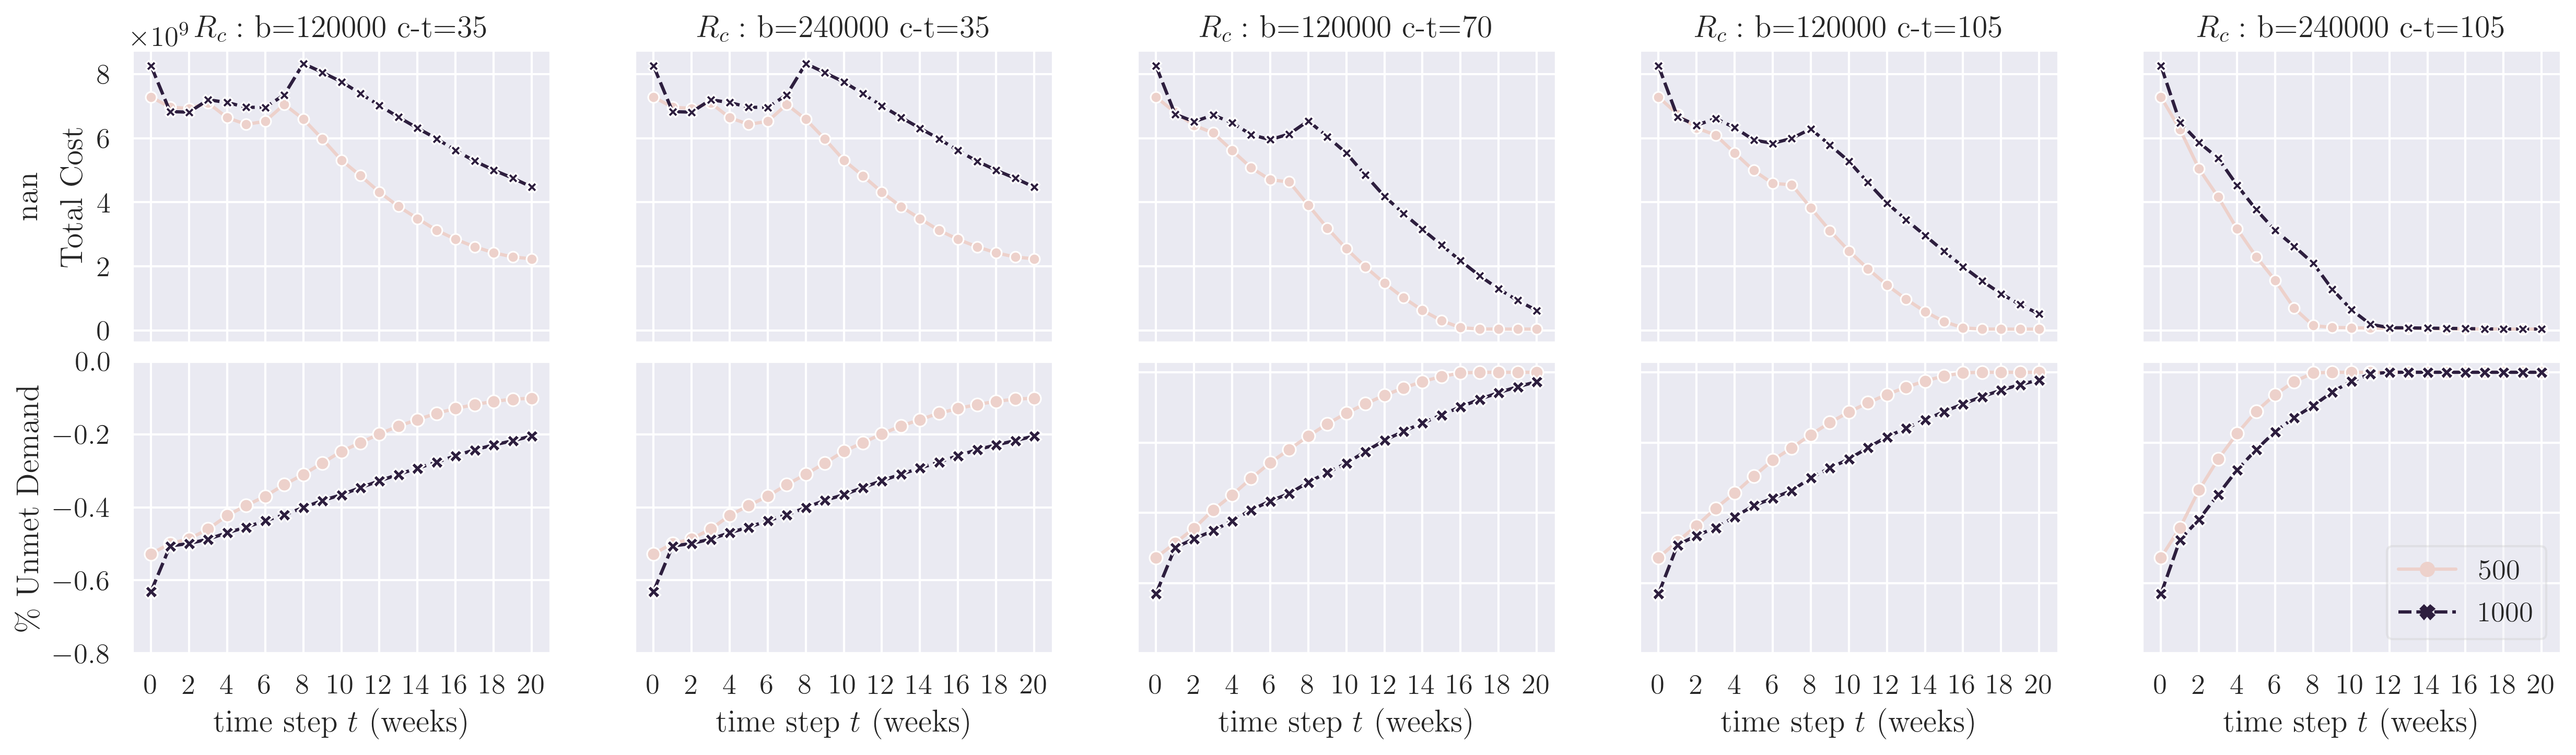 ×10⁹ R_c : b=120000 c-t=35
R_c : b=240000 c-t=35
R_c : b=120000 c-t=70
R_c : b=120000 c-t=105
R_c : b=240000 c-t=105
nan
Total Cost
8
6
4
2
0
% Unmet Demand
0.0
−0.2
−0.4
−0.6
−0.8
500
1000
0 2 4 6 8 10 12 14 16 18 20
0 2 4 6 8 10 12 14 16 18 20
0 2 4 6 8 10 12 14 16 18 20
0 2 4 6 8 10 12 14 16 18 20
0 2 4 6 8 10 12 14 16 18 20
time step t (weeks)
time step t (weeks)
time step t (weeks)
time step t (weeks)
time step t (weeks)